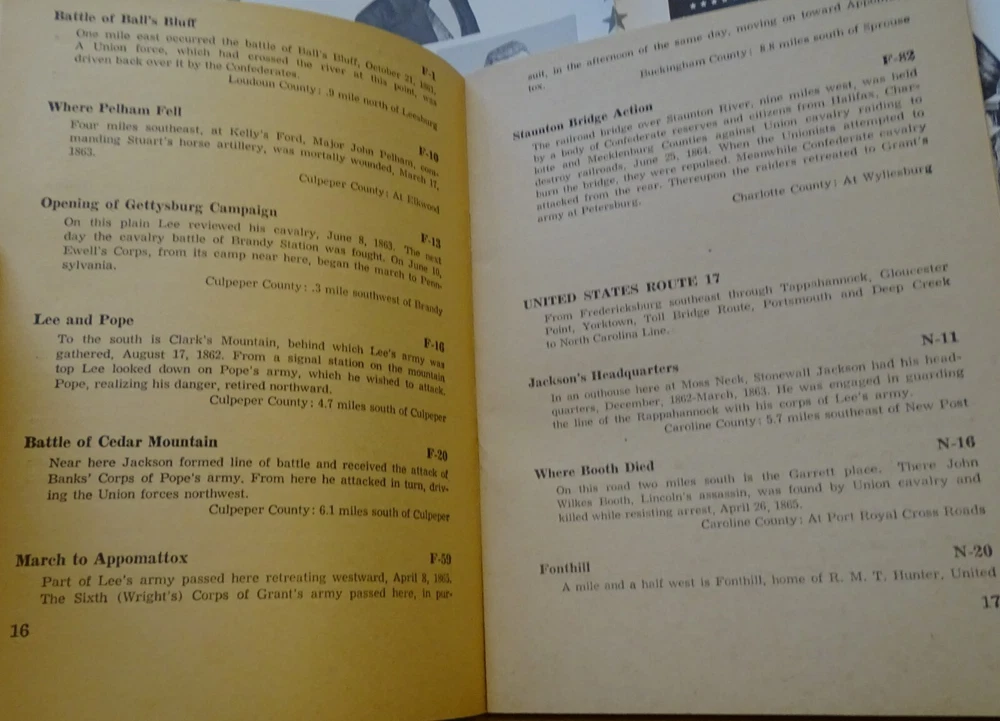 Battle of Ball's Bluff
F-1
One mile east occurred the battle of Ball's Bluff, October 21, 1861.
A Union force, which had crossed the river at this point, was
driven back over it by the Confederates.
Loudoun County: .9 mile north of Leesburg
Where Pelham Fell
F-10
Four miles southeast, at Kelly's Ford, Major John Pelham, com-
manding Stuart's horse artillery, was mortally wounded, March 17,
1863.
Culpeper County: At Elkwood
Opening of Gettysburg Campaign
F-13
On this plain Lee reviewed his cavalry, June 8, 1863. The next
day the cavalry battle of Brandy Station was fought. On June 10,
Ewell's Corps, from its camp near here, began the march to Penn-
sylvania.
Culpeper County: .3 mile southwest of Brandy
Lee and Pope
F-16
To the south is Clark's Mountain, behind which Lee's army was
gathered, August 17, 1862. From a signal station on the mountain
top Lee looked down on Pope's army, which he wished to attack.
Pope, realizing his danger, retired northward.
Culpeper County: 4.7 miles south of Culpeper
Battle of Cedar Mountain
F-20
Near here Jackson formed line of battle and received the attack of
Banks' Corps of Pope's army. From here he attacked in turn, driv-
ing the Union forces northwest.
Culpeper County: 6.1 miles south of Culpeper
March to Appomattox F-59
Part of Lee's army passed here retreating westward, April 8, 1865.
The Sixth (Wright's) Corps of Grant's army passed here, in pur-
16
suit, in the afternoon of the same day, moving on toward Appomat-
tox.
Buckingham County: 8.8 miles south of Sprouse
F-82
Staunton Bridge Action
The railroad bridge over Staunton River, nine miles west, was held
by a body of Confederate reserves and citizens from Halifax, Char-
lotte and Mecklenburg Counties against Union cavalry raiding to
destroy railroads, June 25, 1864. When the Unionists attempted to
burn the bridge, they were repulsed. Meanwhile Confederate cavalry
attacked from the rear. Thereupon the raiders retreated to Grant's
army at Petersburg.
Charlotte County: At Wyllesburg
UNITED STATES ROUTE 17
From Fredericksburg southeast through Tappahannock, Gloucester
Point, Yorktown, Toll Bridge Route, Portsmouth and Deep Creek
to North Carolina Line.
N-11
Jackson's Headquarters
In an outhouse here at Moss Neck, Stonewall Jackson had his head-
quarters, December, 1862-March, 1863. He was engaged in guarding
the line of the Rappahannock with his corps of Lee's army.
Caroline County: 5.7 miles southeast of New Post
N-16
Where Booth Died
On this road two miles south is the Garrett place. There John
Wilkes Booth, Lincoln's assassin, was found by Union cavalry and
killed while resisting arrest, April 26, 1865.
Caroline County: At Port Royal Cross Roads
N-20
Fonthill
A mile and a half west is Fonthill, home of R. M. T. Hunter, United
17